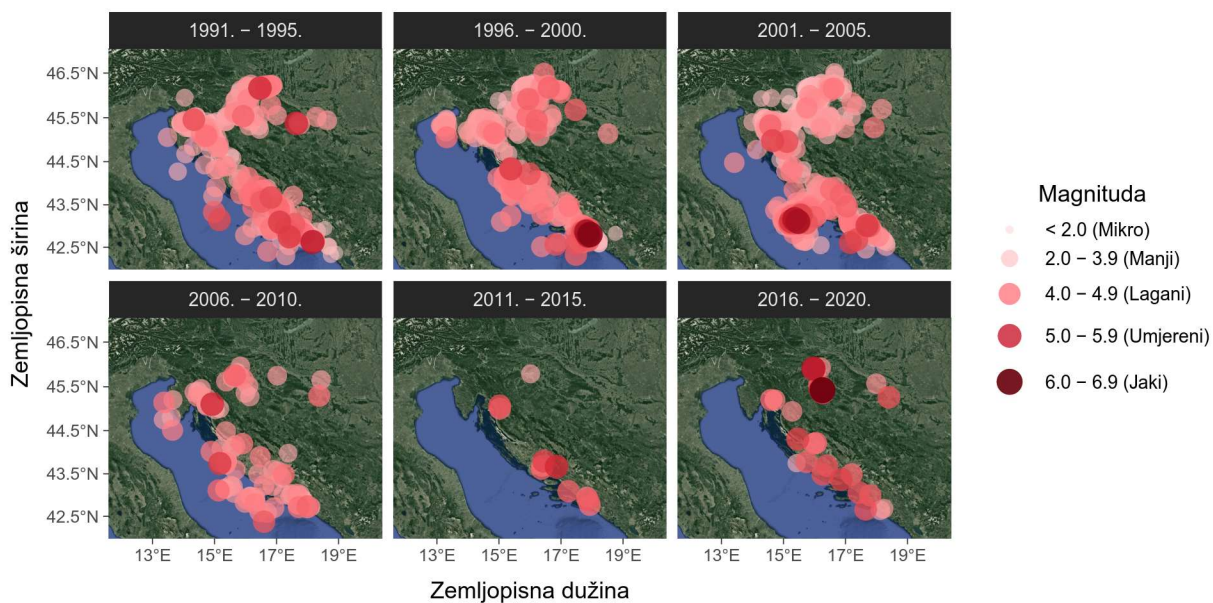 1991. – 1995.
1996. – 2000.
2001. – 2005.
46.5°N
45.5°N
44.5°N
43.5°N
42.5°N
2006. – 2010.
2011. – 2015.
2016. – 2020.
46.5°N
45.5°N
44.5°N
43.5°N
42.5°N
13°E 15°E 17°E 19°E
13°E 15°E 17°E 19°E
13°E 15°E 17°E 19°E
Zemljopisna širina
Zemljopisna dužina
Magnituda
< 2.0 (Mikro)
2.0 – 3.9 (Manji)
4.0 – 4.9 (Lagani)
5.0 – 5.9 (Umjereni)
6.0 – 6.9 (Jaki)